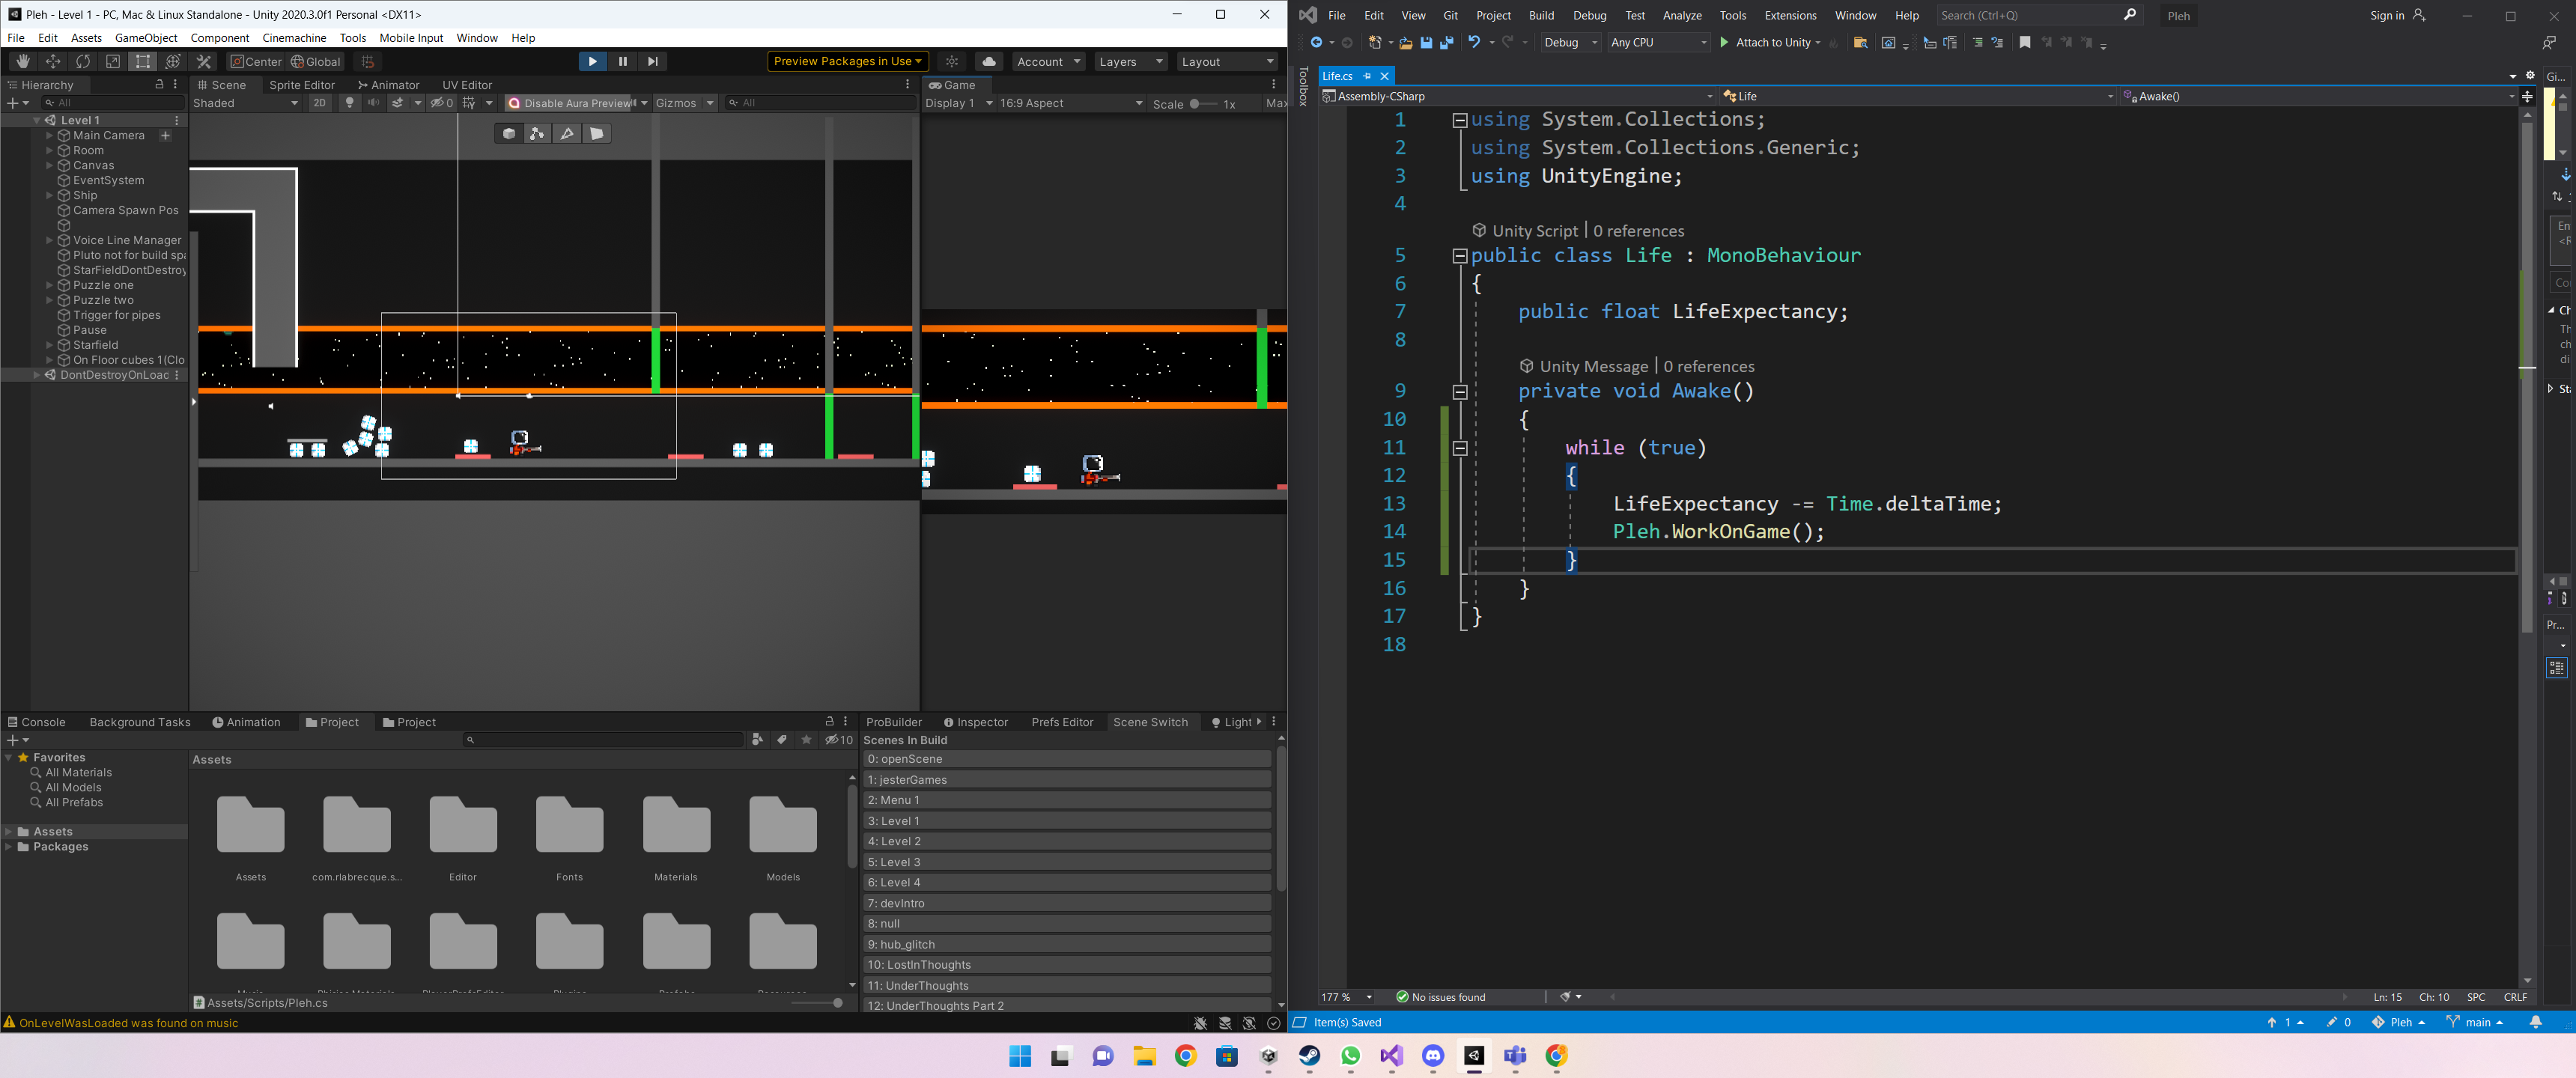 Pleh - Level 1 - PC, Mac & Linux Standalone - Unity 2020.3.0f1 Personal <DX11>
File Edit Assets GameObject Component Cinemachine Tools Mobile Input Window Help
Center Global
Preview Packages in Use
Account
Layers
Layout
Hierarchy
All
Level 1
Main Camera
Room
Canvas
EventSystem
Ship
Camera Spawn Pos
Voice Line Manager
Pluto not for build spa
StarFieldDontDestroy
Puzzle one
Puzzle two
Trigger for pipes
Pause
Starfield
On Floor cubes 1(Clo
DontDestroyOnLoac
Scene Sprite Editor Animator UV Editor
Shaded 2D 0 Disable Aura Preview Gizmos All
Game
Display 1 16:9 Aspect Scale 1x Max
Console Background Tasks Animation Project Project
10
Favorites
All Materials
All Models
All Prefabs
Assets
Packages
Assets
Assets com.rlabrecque.s... Editor Fonts Materials Models
Assets/Scripts/Pleh.cs
ProBuilder Inspector Prefs Editor Scene Switch Light
Scenes In Build
0: openScene
1: jesterGames
2: Menu 1
3: Level 1
4: Level 2
5: Level 3
6: Level 4
7: devIntro
8: null
9: hub_glitch
10: LostInThoughts
11: UnderThoughts
12: UnderThoughts Part 2
OnLevelWasLoaded was found on music
File Edit View Git Project Build Debug Test Analyze Tools Extensions Window Help Search (Ctrl+Q) Pleh Sign in
Debug Any CPU Attach to Unity
Toolbox
Life.cs
Assembly-CSharp Life Awake()
1 using System.Collections;
2 using System.Collections.Generic;
3 using UnityEngine;
4
Unity Script | 0 references
5 public class Life : MonoBehaviour
6 {
7 public float LifeExpectancy;
8
Unity Message | 0 references
9 private void Awake()
10 {
11 while (true)
12 {
13 LifeExpectancy -= Time.deltaTime;
14 Pleh.WorkOnGame();
15 }
16 }
17 }
18
Gi...
Pr...
177 % No issues found Ln: 15 Ch: 10 SPC CRLF
Item(s) Saved 1 0 Pleh main